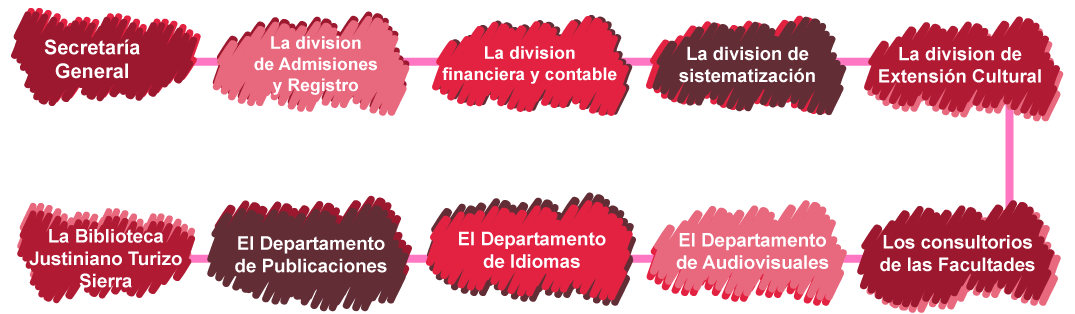 Secretaría
General
La division
de Admisiones
y Registro
La division
financiera y contable
La division de
sistematización
La division de
Extensión Cultural
La Biblioteca
Justiniano Turizo
Sierra
El Departamento
de Publicaciones
El Departamento
de Idiomas
El Departamento
de Audiovisuales
Los consultorios
de las Facultades